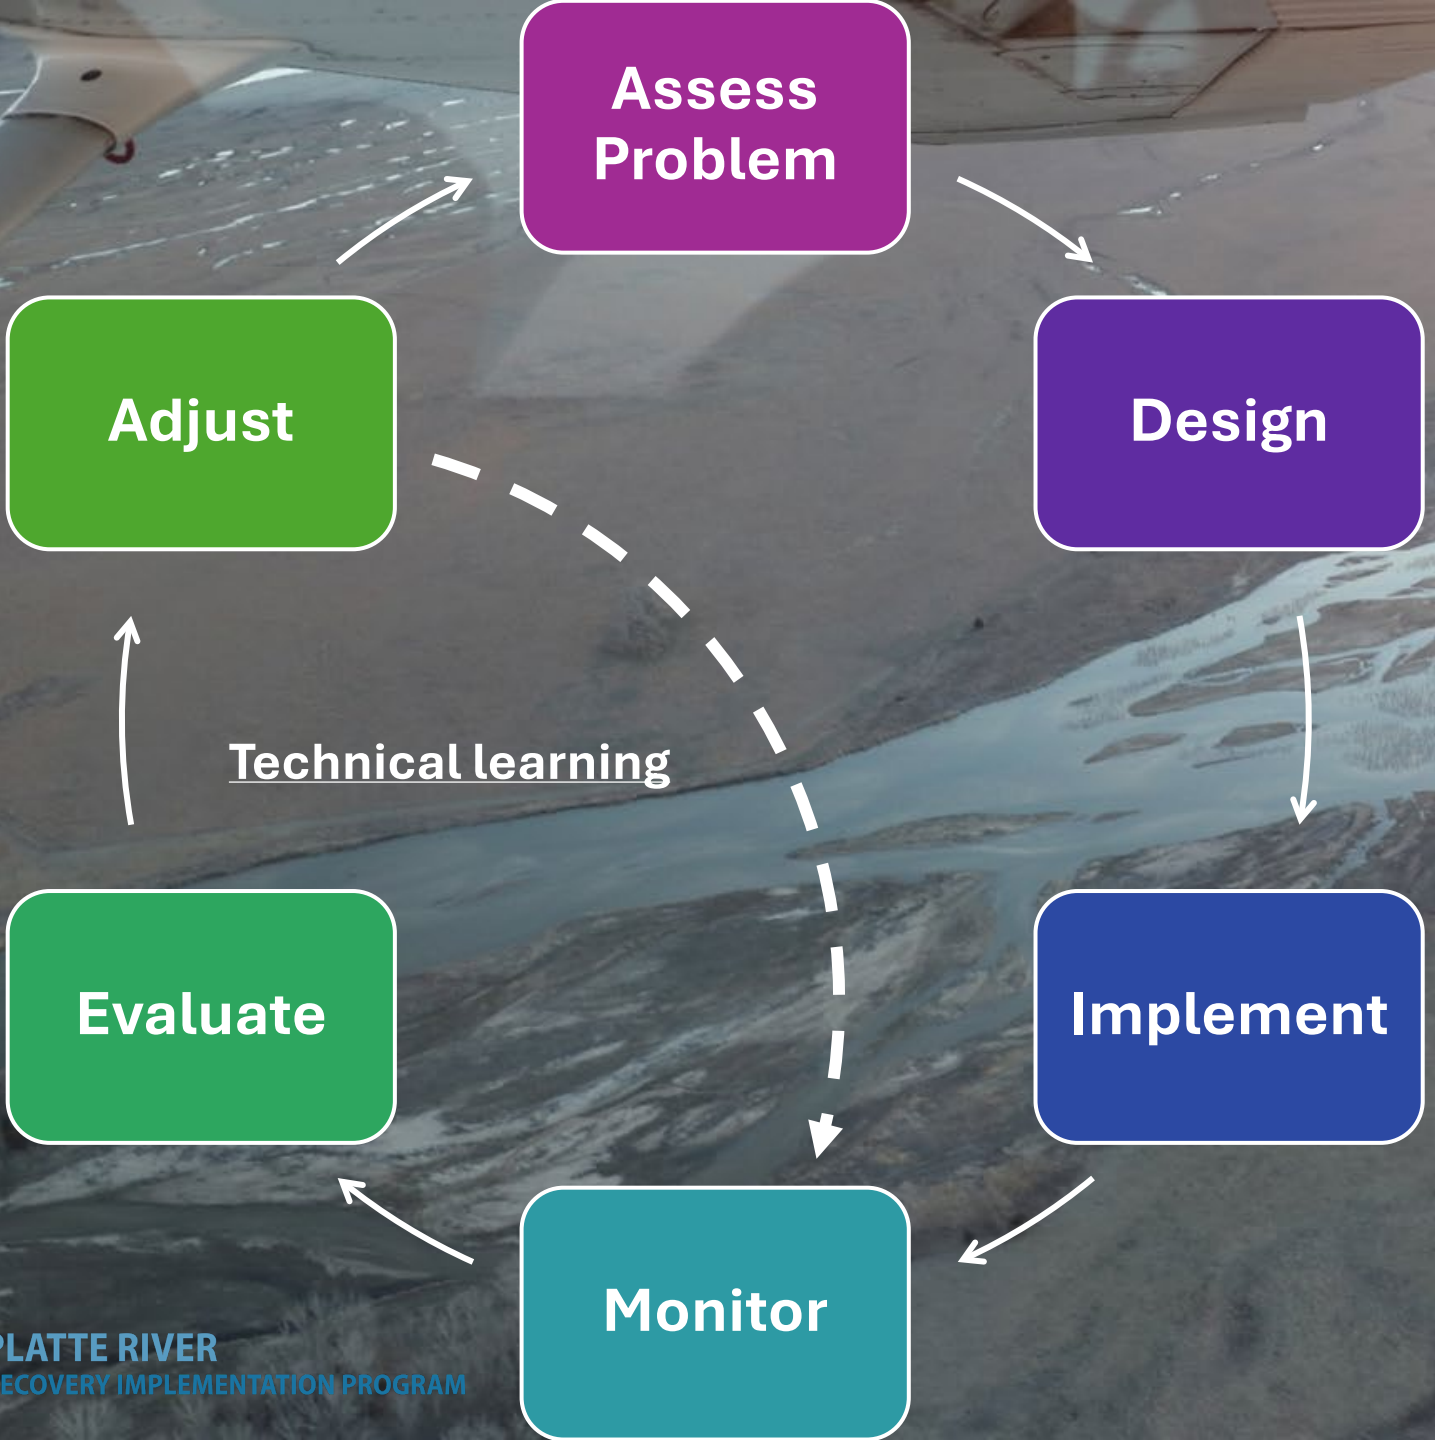 Assess
Problem
Adjust
Design
Technical learning
Evaluate
Implement
Monitor
PLATTE RIVER
ECOVERY IMPLEMENTATION PROGRAM